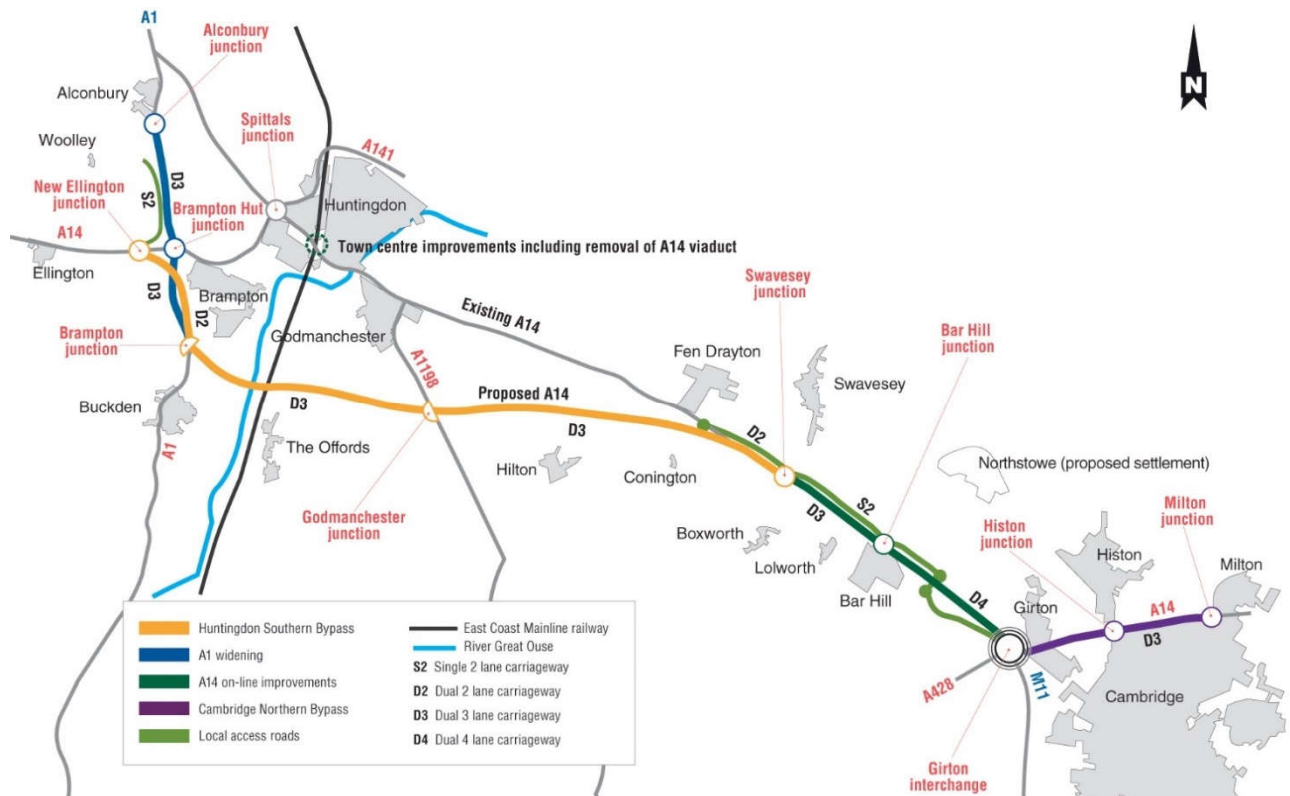 A1
Alconbury
junction
N
Alconbury
Woolley
Spittals
junction
A141
New Ellington
junction
S2
D3
Brampton Hut
junction
Huntingdon
A14
Ellington
Town centre improvements including removal of A14 viaduct
D3
D2
Brampton
Brampton
junction
Godmanchester
Existing A14
Swavesey
junction
Bar Hill
junction
Fen Drayton
Swavesey
A1198
Buckden
D3
Proposed A14
D3
D2
A1
The Offords
Hilton
Conington
Northstowe (proposed settlement)
Godmanchester
junction
D3
S2
Boxworth
Lolworth
Bar Hill
Histon
junction
Milton
junction
Histon
Milton
D4
Girton
A14
D3
A428
M11
Cambridge
Girton
interchange
Huntingdon Southern Bypass
A1 widening
A14 on-line improvements
Cambridge Northern Bypass
Local access roads
East Coast Mainline railway
River Great Ouse
S2 Single 2 lane carriageway
D2 Dual 2 lane carriageway
D3 Dual 3 lane carriageway
D4 Dual 4 lane carriageway